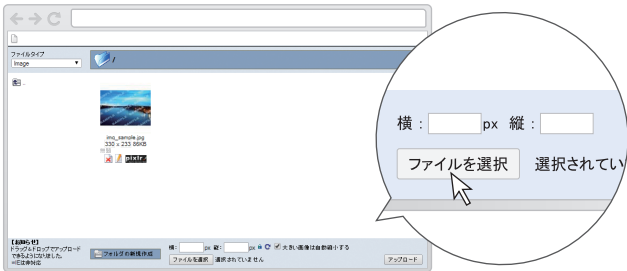 ファイルタイプ
Image
/
.
img_sample.jpg
330 x 233 86KB
pixlr
【お知らせ】
ドラッグ&ドロップでアップロード
できるようになりました。
※IE は非対応
フォルダの新規作成
横： px 縦： px 大きい画像は自動縮小する
ファイルを選択 選択されていません
アップロード
横： px 縦：
ファイルを選択 選択されてい